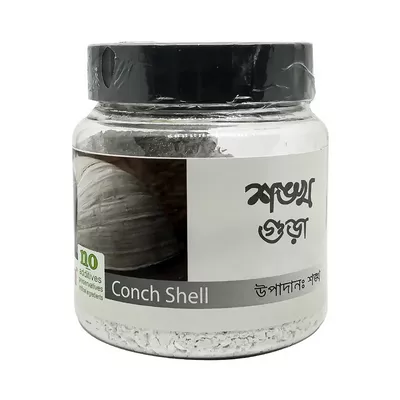 শঙ্খ
গুড়া
no
additives
preservatives
Conch Shell
উপাদানঃ শঙ্খ